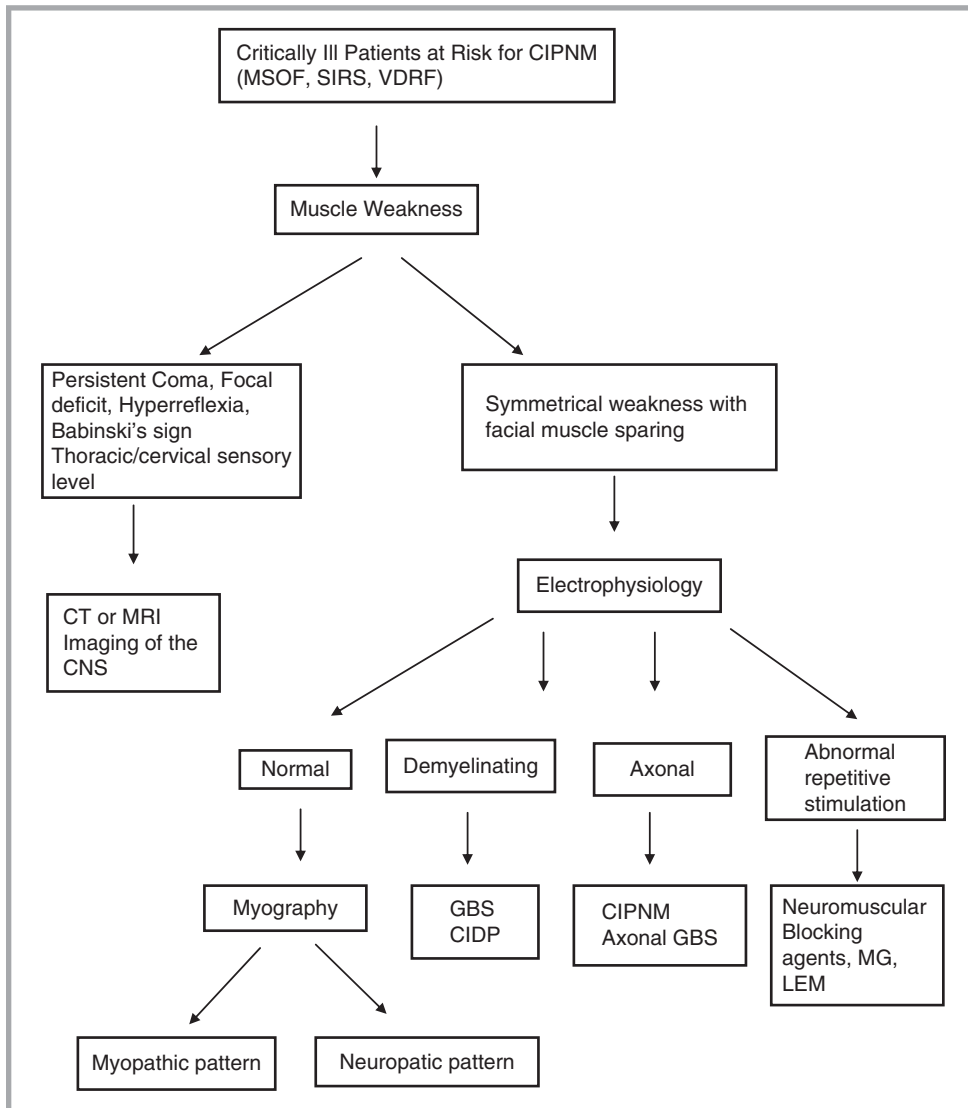 Critically Ill Patients at Risk for CIPNM
(MSOF, SIRS, VDRF)
Muscle Weakness
Persistent Coma, Focal
deficit, Hyperreflexia,
Babinski's sign
Thoracic/cervical sensory
level
Symmetrical weakness with
facial muscle sparing
CT or MRI
Imaging of the
CNS
Electrophysiology
Normal
Demyelinating
Axonal
Abnormal
repetitive
stimulation
Myography
GBS
CIDP
CIPNM
Axonal GBS
Neuromuscular
Blocking
agents, MG,
LEM
Myopathic pattern
Neuropatic pattern